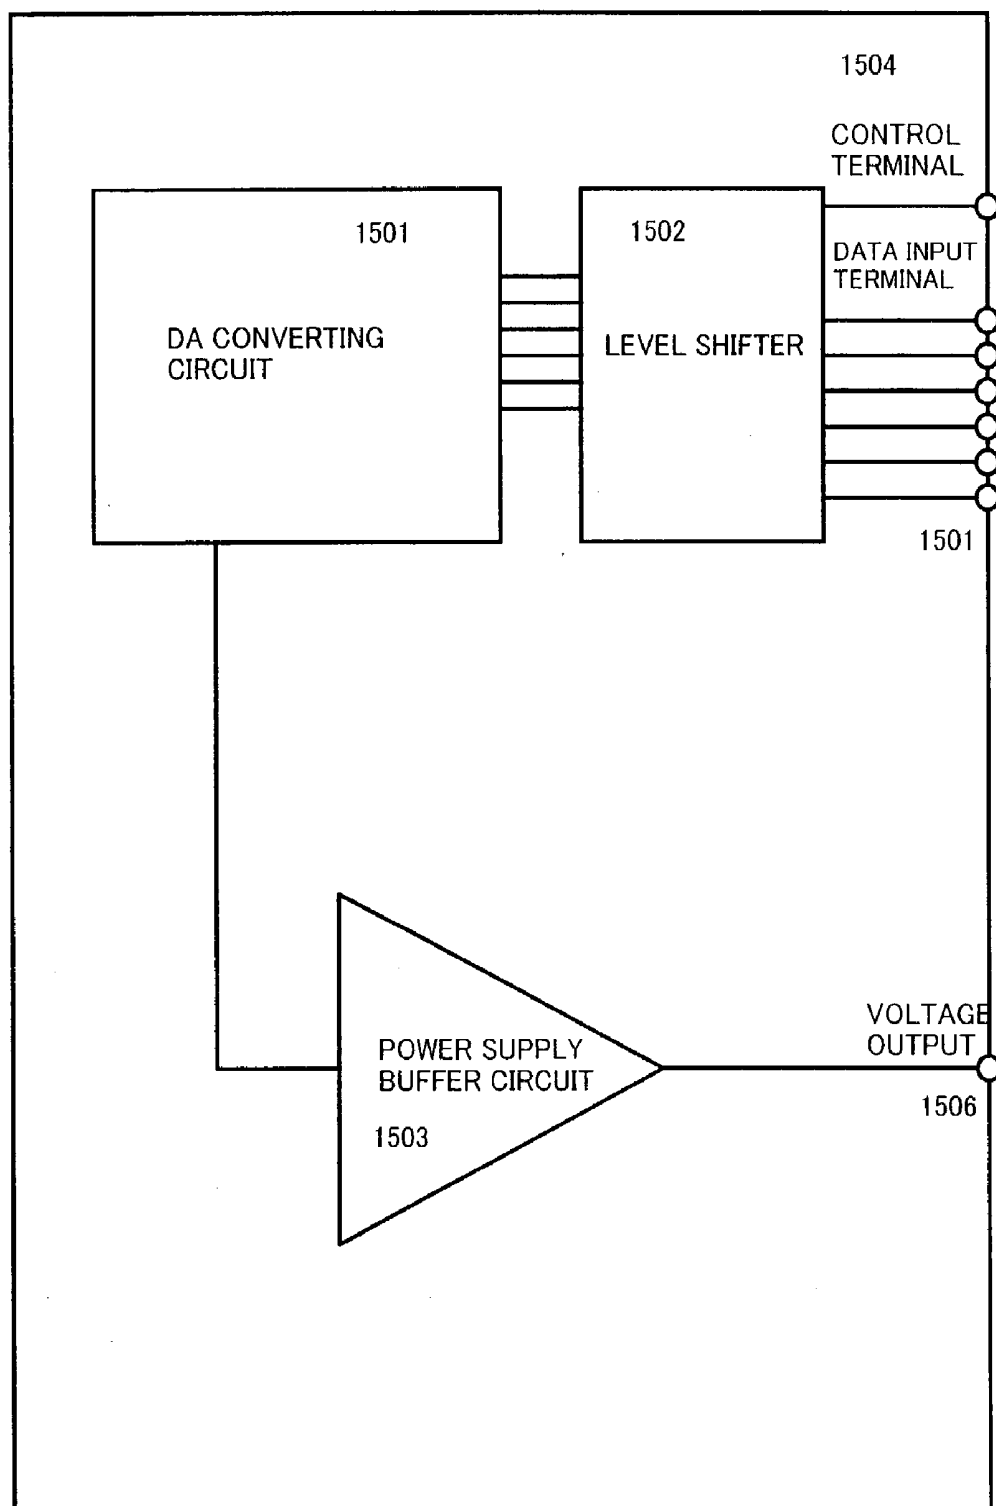 1504
CONTROL
TERMINAL
1501
1502
DATA INPUT
TERMINAL
DA CONVERTING
CIRCUIT
LEVEL SHIFTER
1501
VOLTAGE
OUTPUT
POWER SUPPLY
BUFFER CIRCUIT
1506
1503